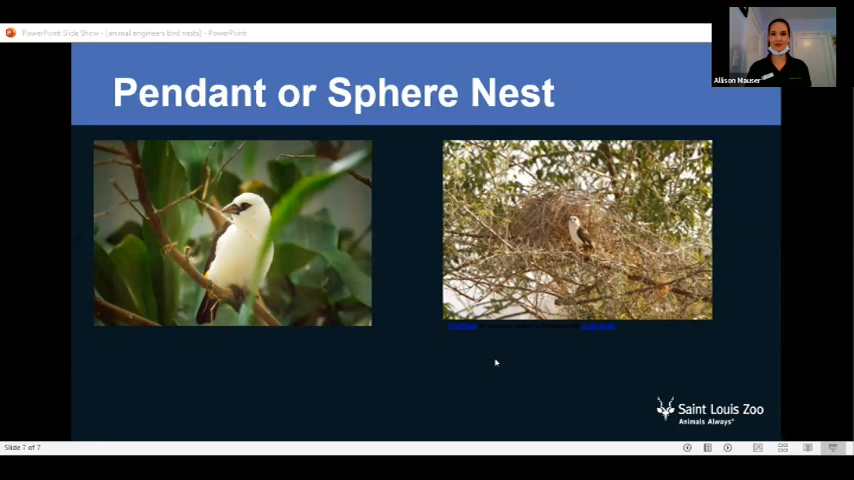 PowerPoint Slide Show - [animal engineers bird nests] - PowerPoint
Allison Mauser
Pendant or Sphere Nest
Saint Louis Zoo
Animals Always®
Slide 7 of 7